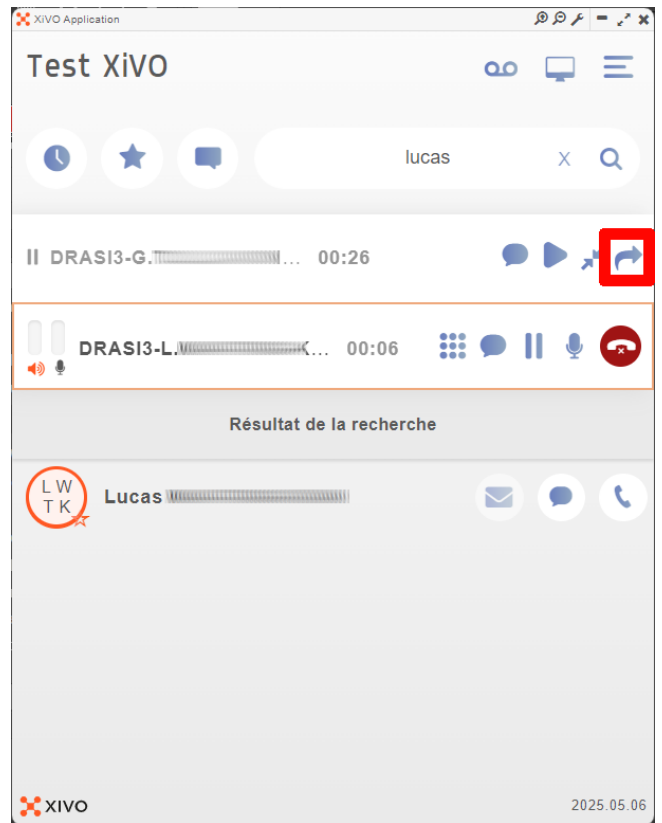 XiVO Application
Test XiVO
lucas X
DRASI3-G. ... 00:26
DRASI3-L. ... 00:06
Résultat de la recherche
L W
T K
Lucas
XIVO 2025.05.06